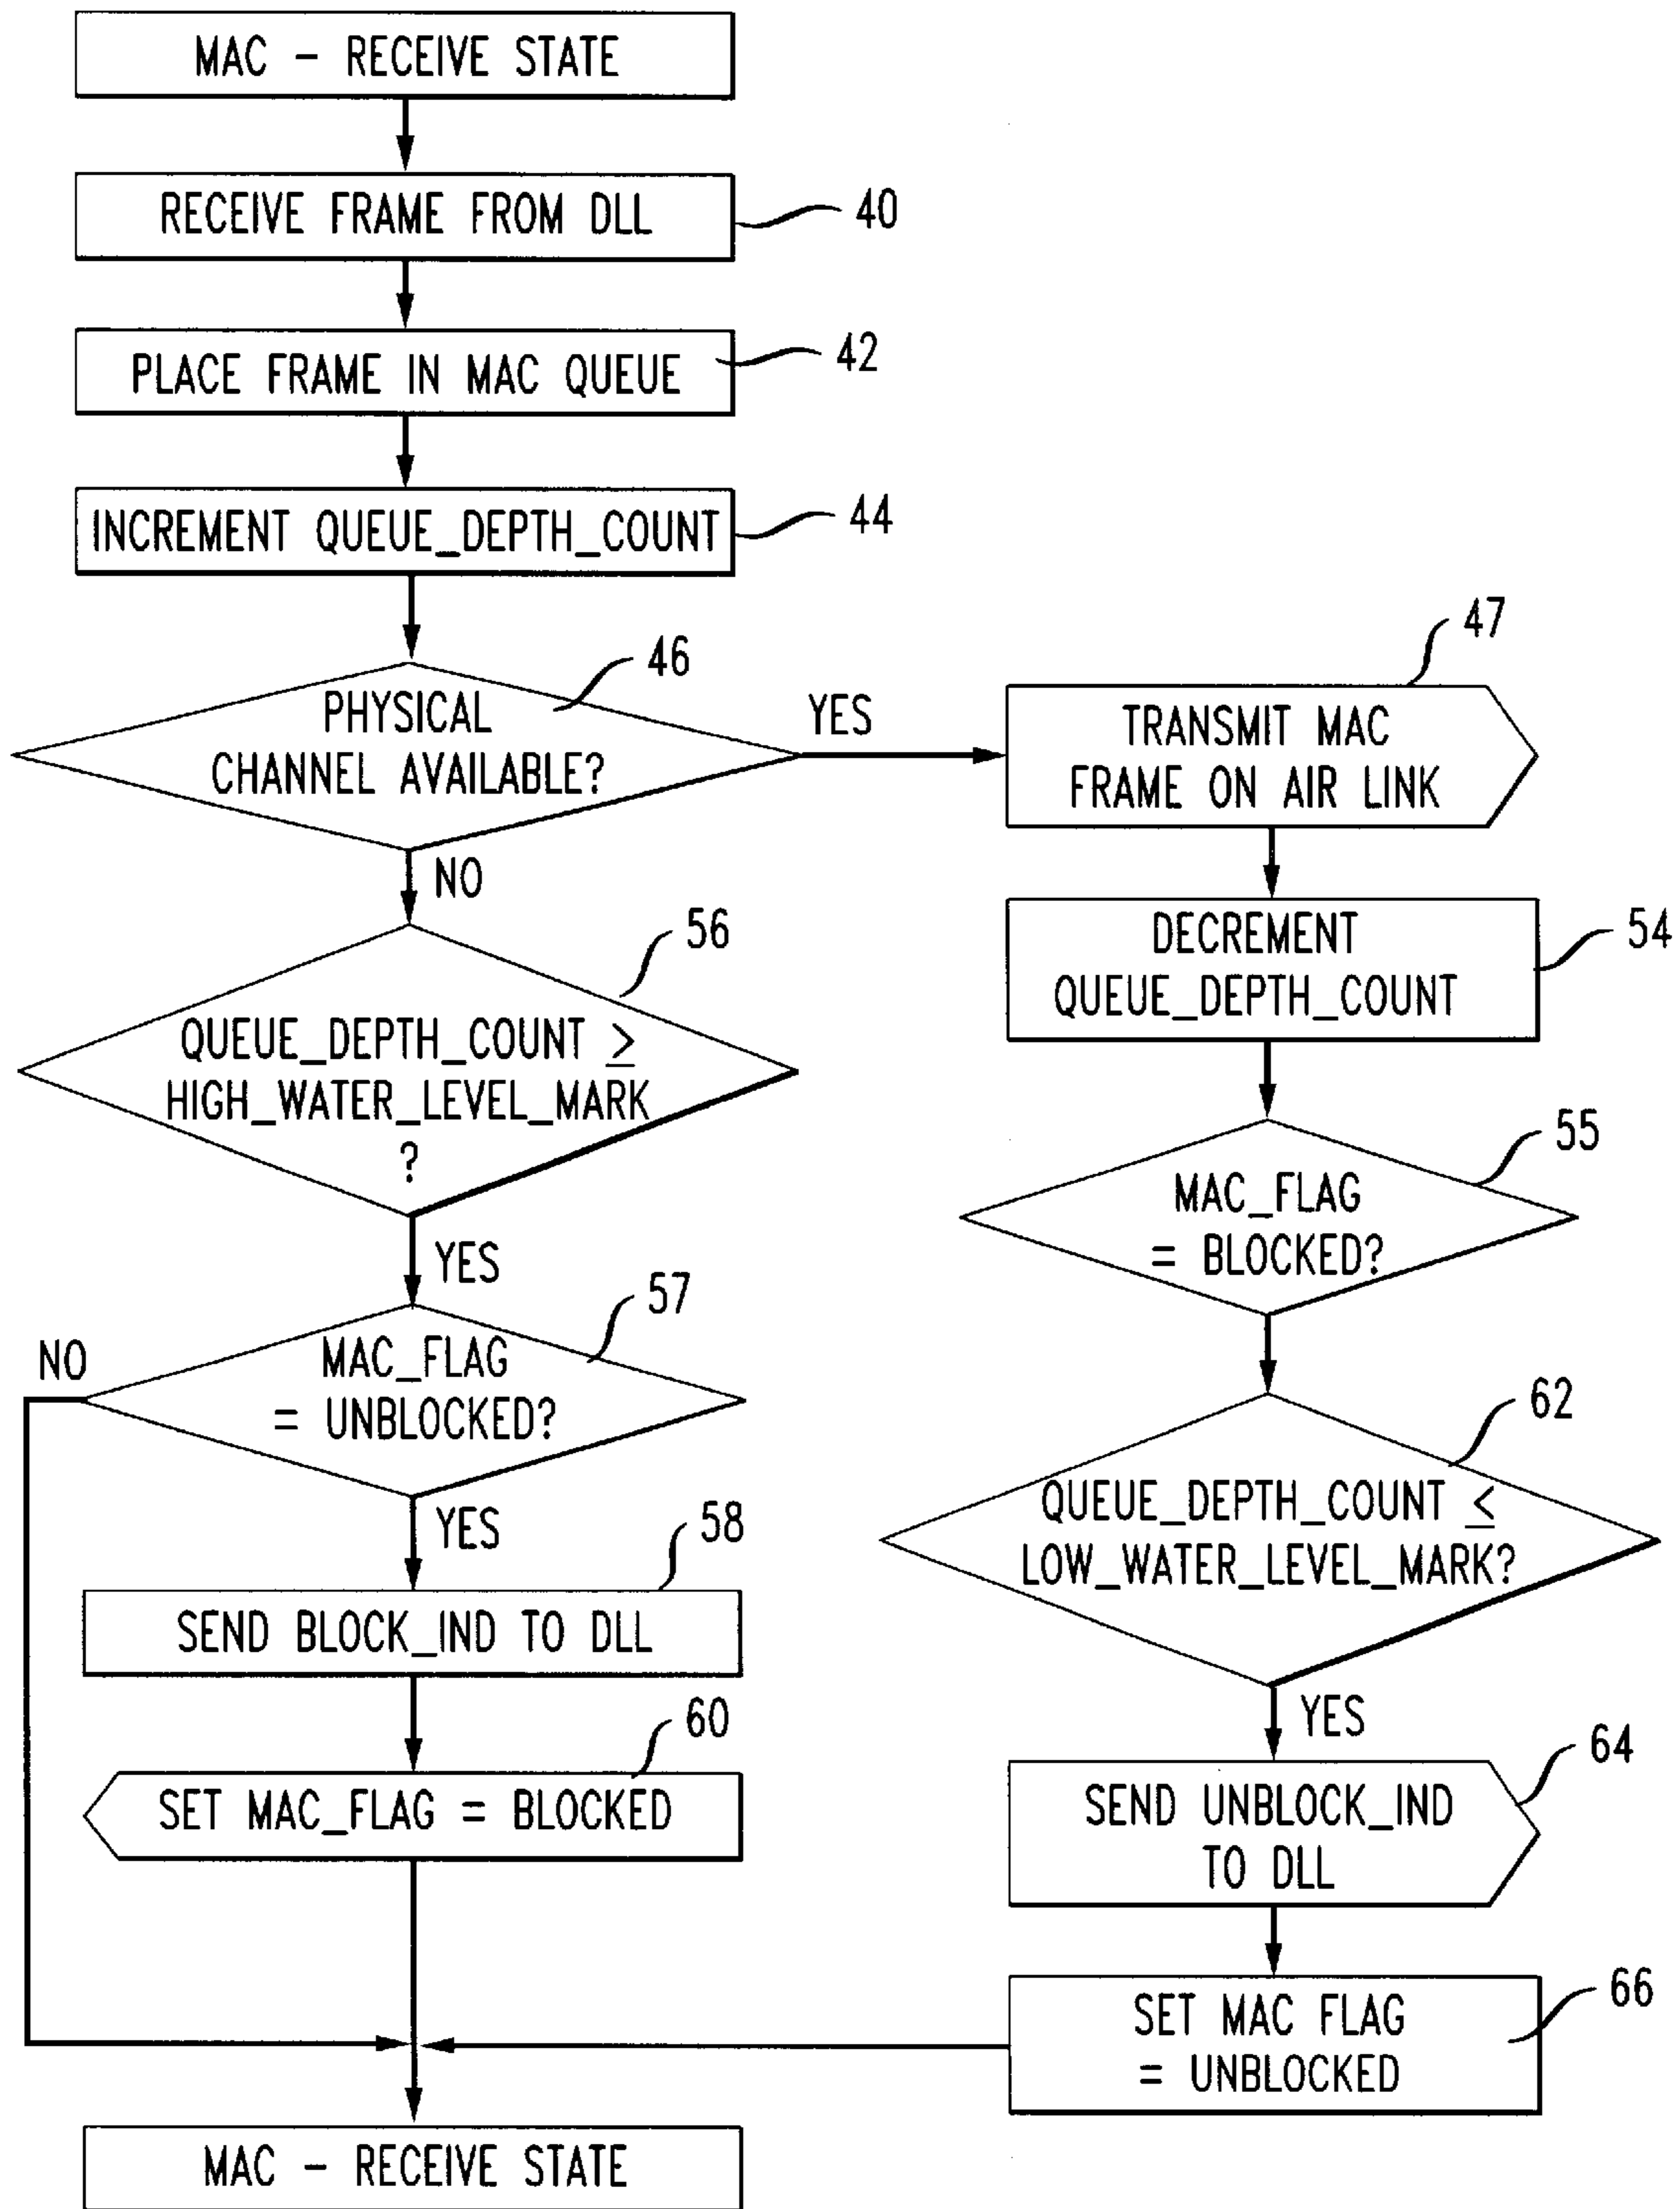 MAC - RECEIVE STATE
RECEIVE FRAME FROM DLL
40
PLACE FRAME IN MAC QUEUE
42
INCREMENT QUEUE_DEPTH_COUNT
44
PHYSICAL
CHANNEL AVAILABLE?
46
YES
NO
47
TRANSMIT MAC
FRAME ON AIR LINK
DECREMENT
QUEUE_DEPTH_COUNT
54
56
QUEUE_DEPTH_COUNT ≥
HIGH_WATER_LEVEL_MARK
?
YES
55
MAC_FLAG
= BLOCKED?
57
NO
MAC_FLAG
= UNBLOCKED?
YES
62
QUEUE_DEPTH_COUNT ≤
LOW_WATER_LEVEL_MARK?
YES
58
SEND BLOCK_IND TO DLL
60
SET MAC_FLAG = BLOCKED
64
SEND UNBLOCK_IND
TO DLL
66
SET MAC FLAG
= UNBLOCKED
MAC - RECEIVE STATE